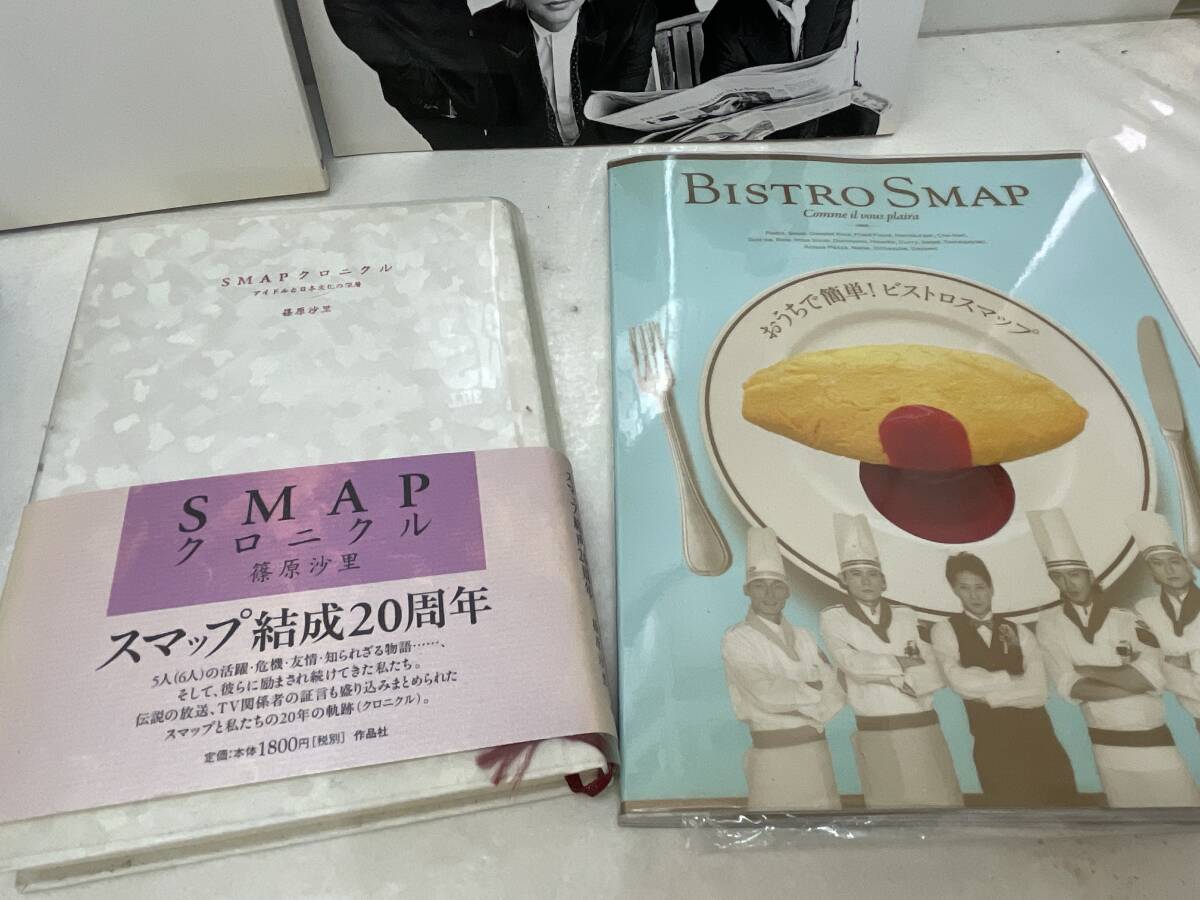 SMAPクロニクル
アイドルと日本文化の深層
篠原沙里
SMAP
クロニクル
篠原沙里
スマップ結成20周年
5人(6人)の活躍・危機・友情・知られざる物語……、
そして、彼らに励まされ続けてきた私たち。
伝説の放送、TV関係者の証言も盛り込みまとめられた
スマップと私たちの20年の軌跡(クロニクル)。
定価:本体1800円[税別] 作品社
BISTRO SMAP
Comme il vous plaira
おうちで簡単!ビストロスマップ